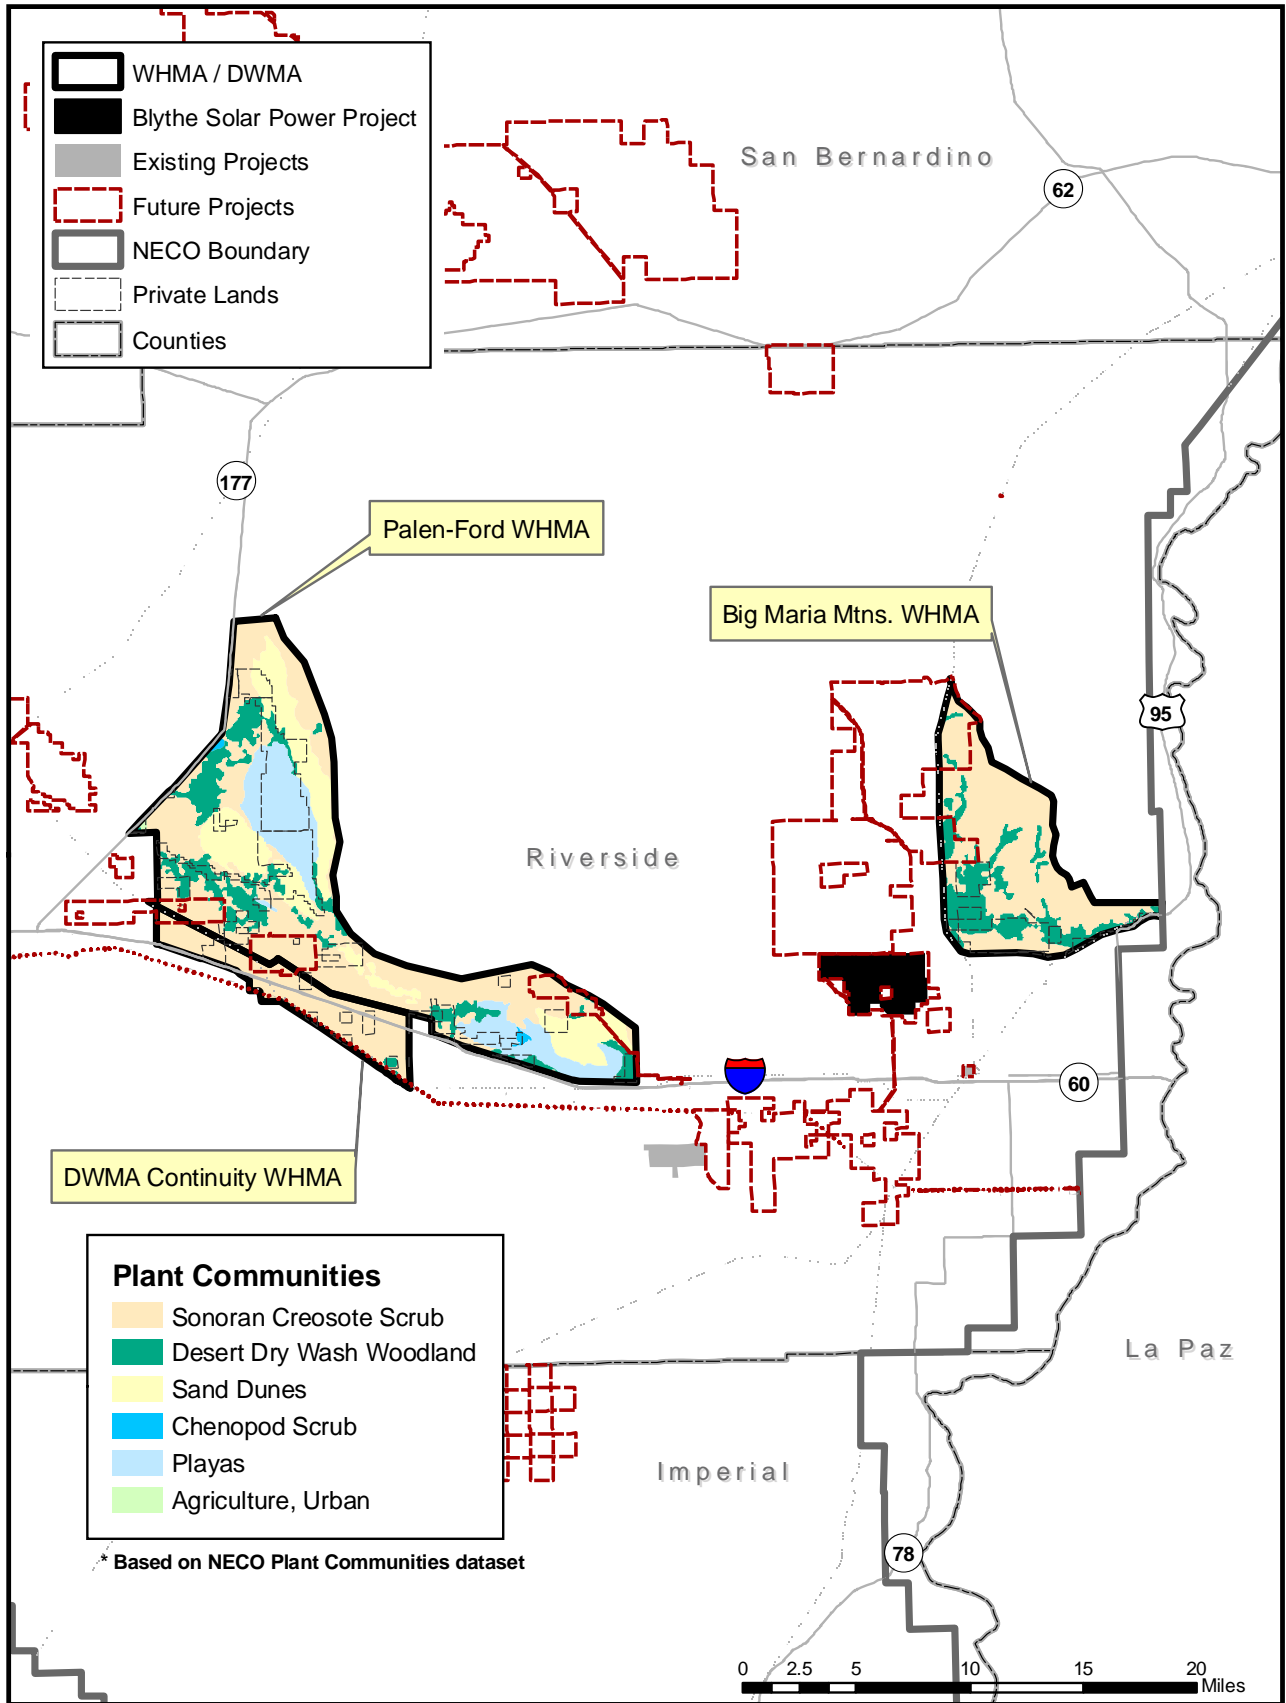 WHMA / DWMA
Blythe Solar Power Project
Existing Projects
Future Projects
NECO Boundary
Private Lands
Counties
San Bernardino
62
177
Palen-Ford WHMA
Big Maria Mtns. WHMA
95
Riverside
60
DWMA Continuity WHMA
Plant Communities
Sonoran Creosote Scrub
Desert Dry Wash Woodland
Sand Dunes
Chenopod Scrub
Playas
Agriculture, Urban
* Based on NECO Plant Communities dataset
La Paz
Imperial
78
0 2.5 5 10 15 20
Miles